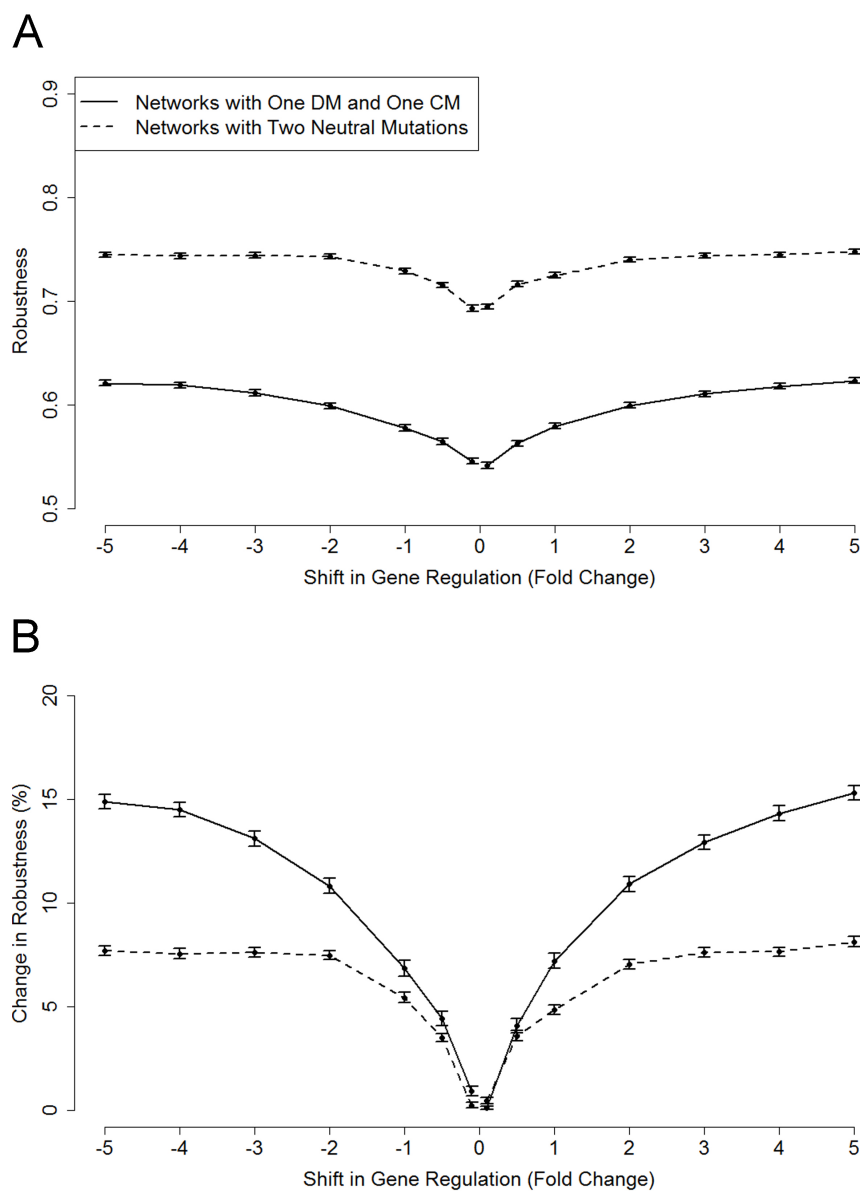 A
Networks with One DM and One CM
Networks with Two Neutral Mutations
0.9
0.8
0.7
0.6
0.5
Robustness
-5 -4 -3 -2 -1 0 1 2 3 4 5
Shift in Gene Regulation (Fold Change)
B
20
15
10
5
0
Change in Robustness (%)
-5 -4 -3 -2 -1 0 1 2 3 4 5
Shift in Gene Regulation (Fold Change)